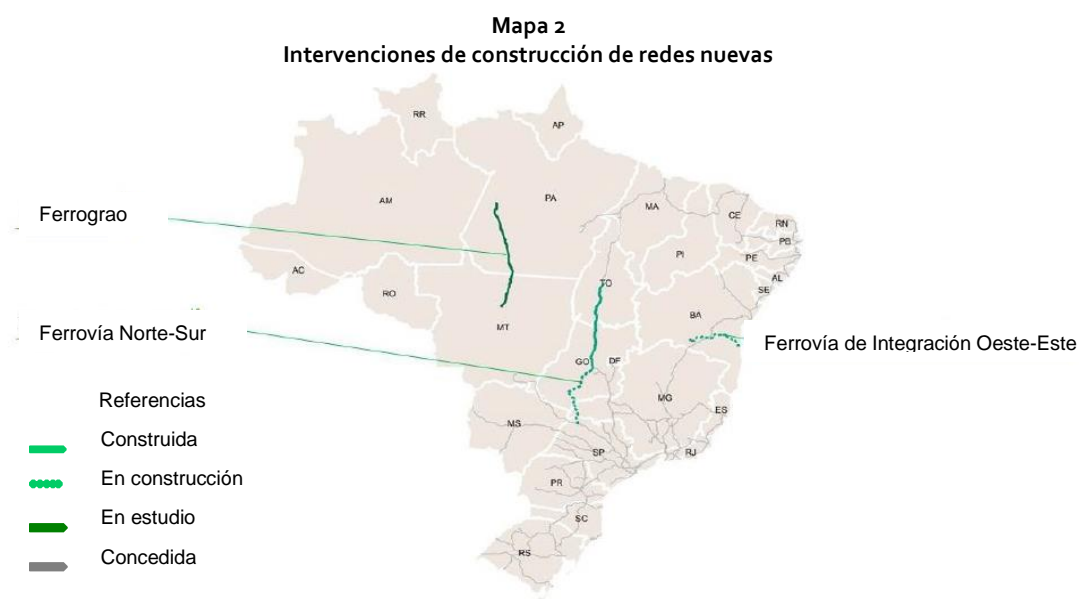 Mapa 2
Intervenciones de construcción de redes nuevas
RR
AP
Ferrograo
AM
PA
MA
CE
RN
PB
PE
PI
AL
SE
AC
RO
TO
BA
MT
Ferrovía Norte-Sur
Ferrovía de Integración Oeste-Este
GO
DF
MG
ES
MS
SP
RJ
PR
SC
RS
Referencias
Construida
En construcción
En estudio
Concedida